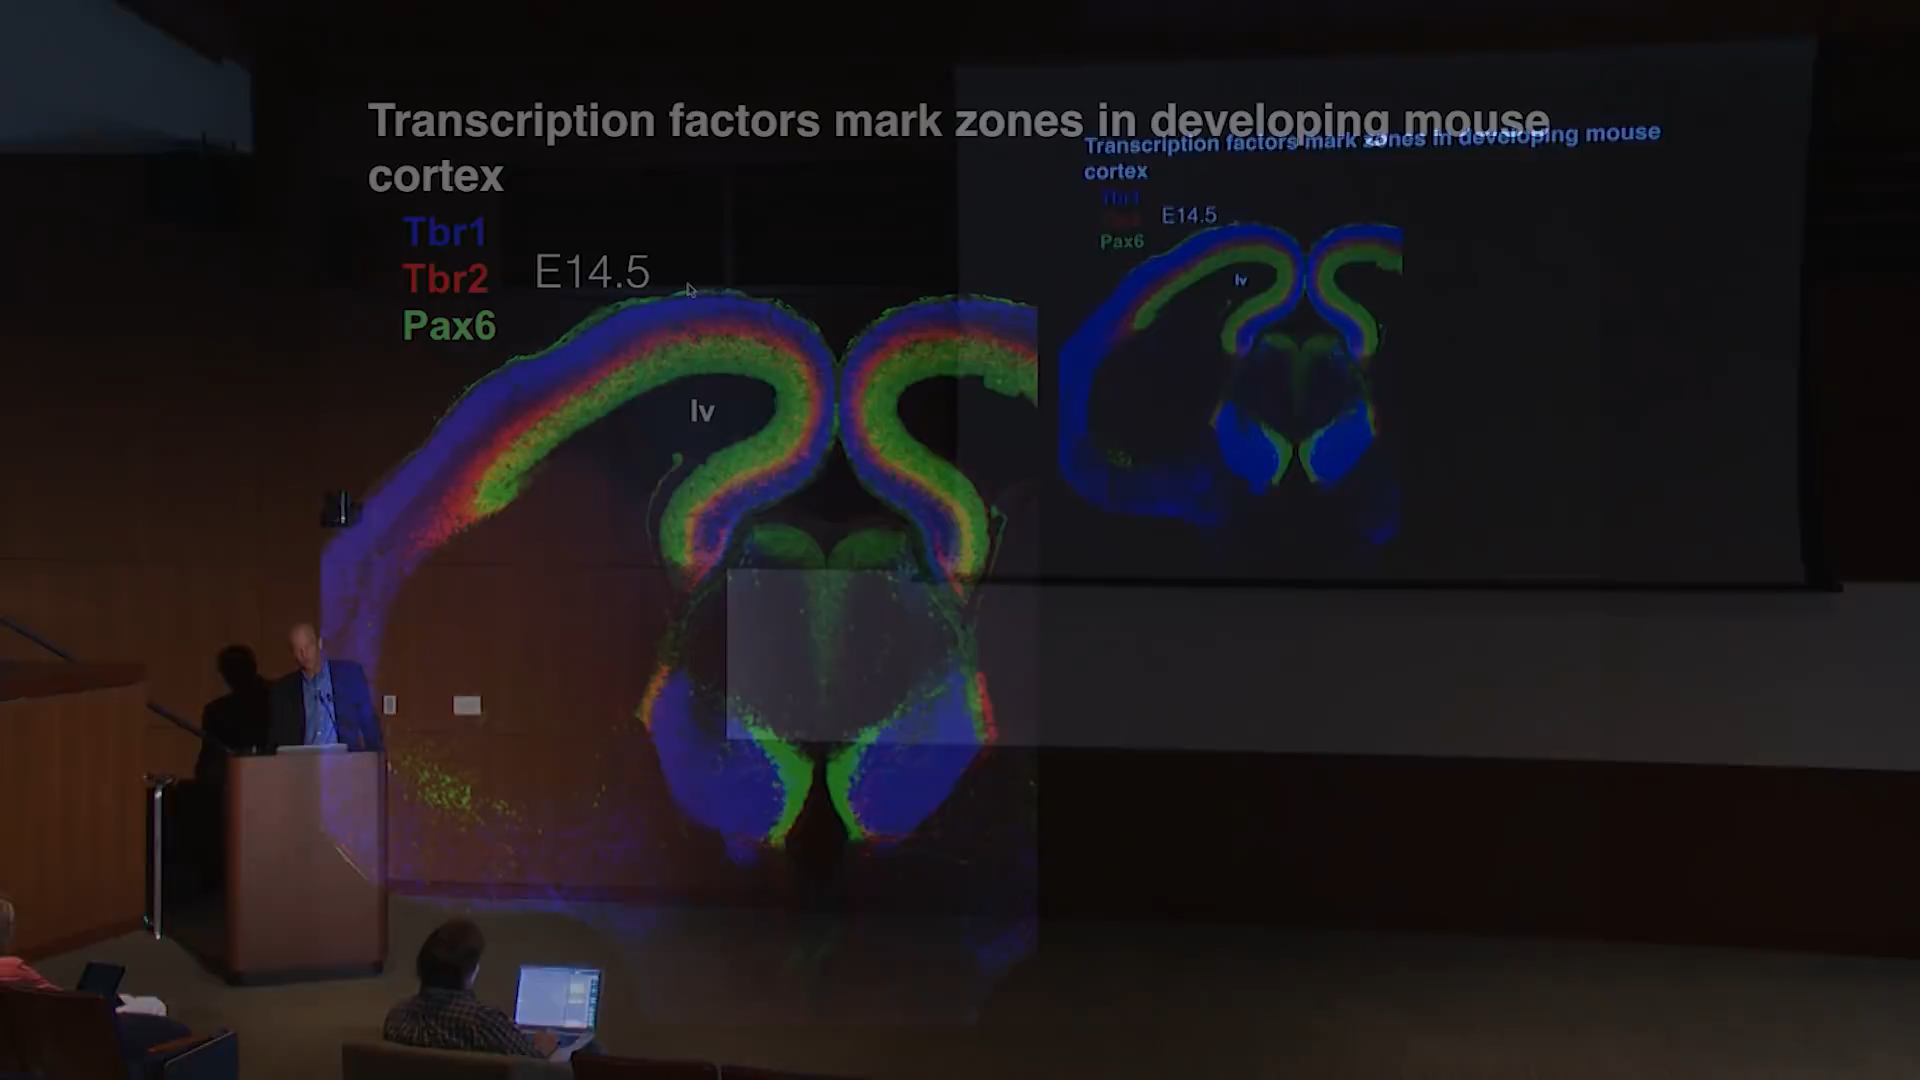 Transcription factors mark zones in developing mouse
cortex
Tbr1
Tbr2
Pax6
E14.5
lv
Transcription factors mark zones in developing mouse
cortex
Tbr1
Tbr2
Pax6
E14.5
lv